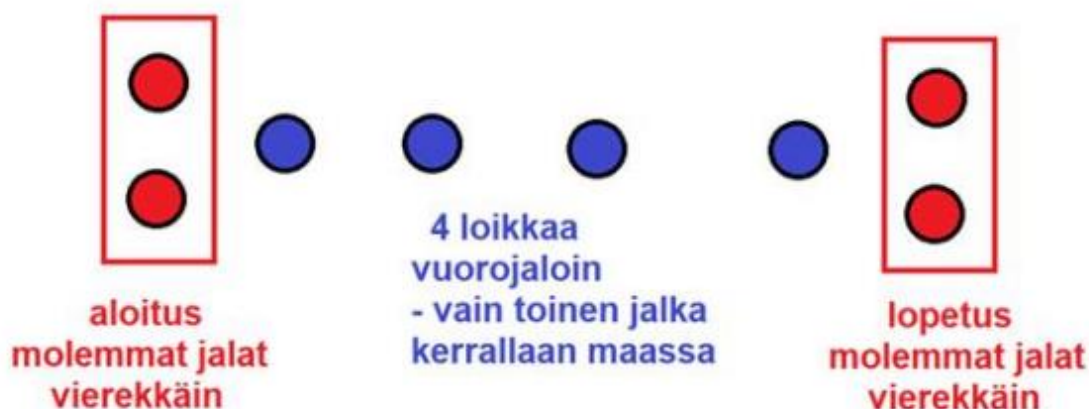 aloitus
molemmat jalat
vierekkäin
4 loikkaa
vuorojaloin
- vain toinen jalka
kerrallaan maassa
lopetus
molemmat jalat
vierekkäin